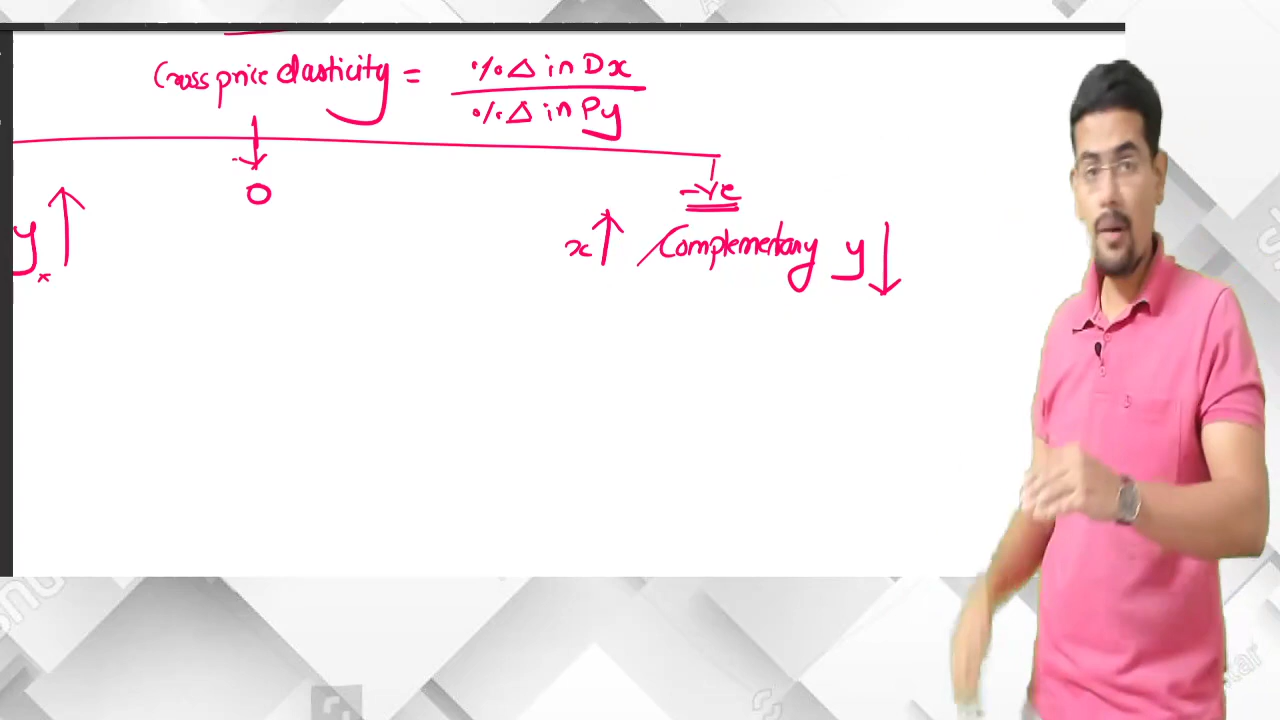 Cross price elasticity = %Δ in Dx
%Δ in Py
0
-ve
y ↑
x
x ↑ / Complementary y ↓